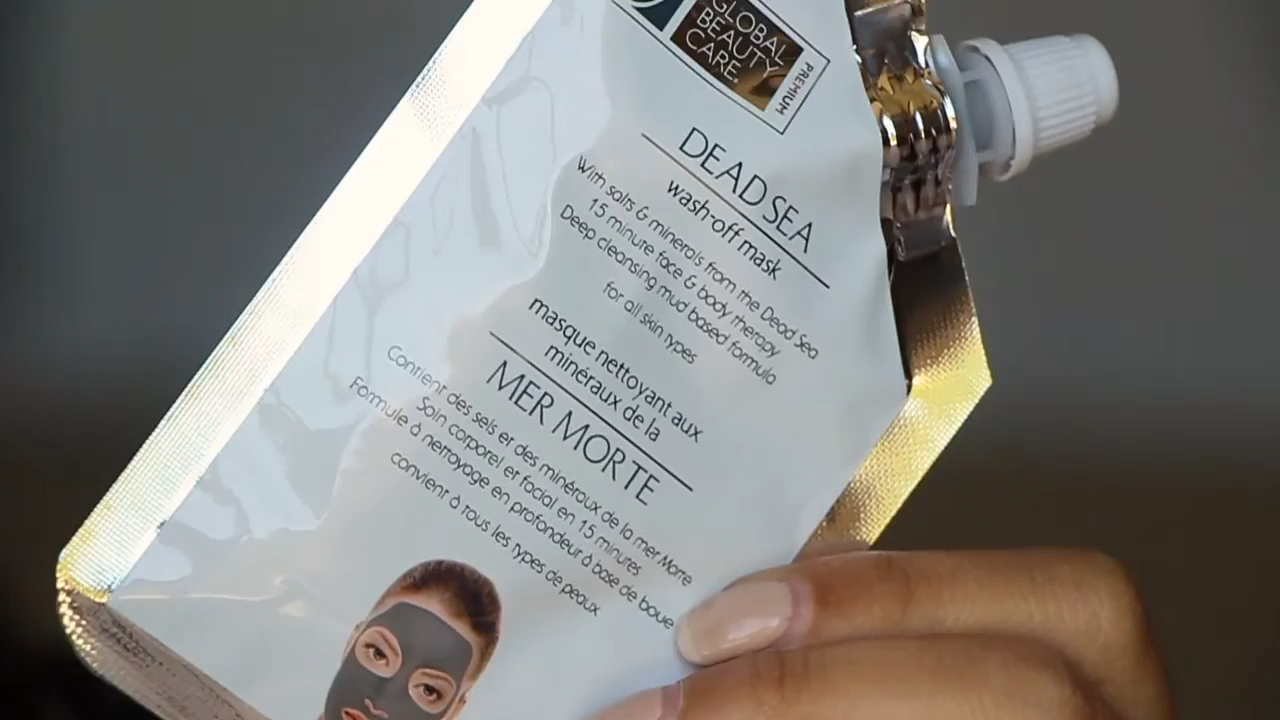 GLOBAL
BEAUTY
CARE®
PREMIUM
DEAD SEA
wash-off mask
With salts & minerals from the Dead Sea
15 minute face & body therapy
Deep cleansing mud based formula
for all skin types
masque nettoyant aux
minéraux de la
MER MORTE
Contient des sels et des minéraux de la mer Morte
Soin corporel et facial en 15 minutes
Formule à nettoyage en profondeur à base de boue
convient à tous les types de peaux